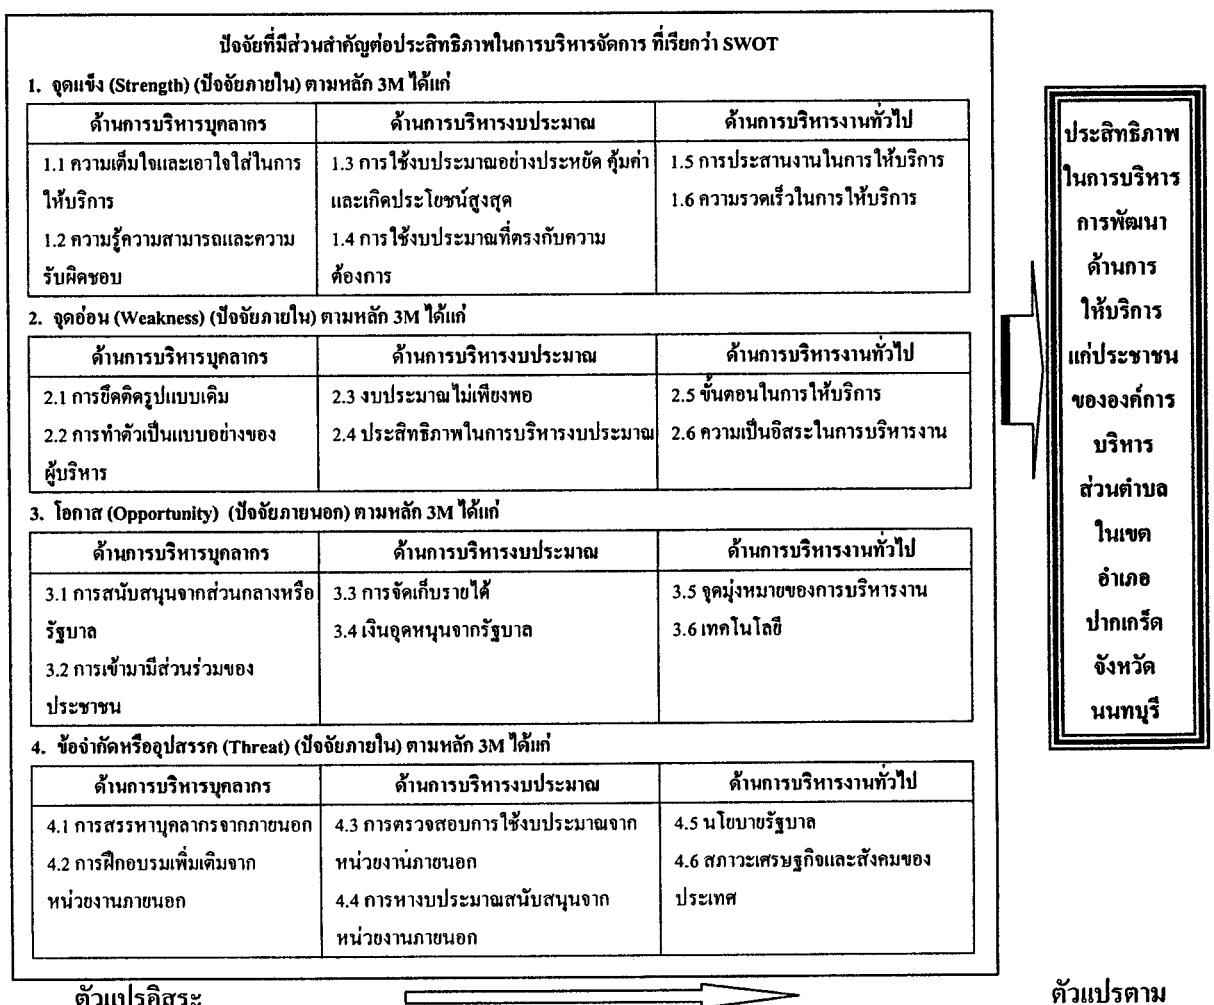 ปัจจัยที่มีส่วนสำคัญต่อประสิทธิภาพในการบริหารจัดการ ที่เรียกว่า SWOT
1. จุดแข็ง (Strength) (ปัจจัยภายใน) ตามหลัก 3M ได้แก่
ด้านการบริหารบุคลากร
1.1 ความเต็มใจและเอาใจใส่ในการ
ให้บริการ
1.2 ความรู้ความสามารถและความ
รับผิดชอบ
ด้านการบริหารงบประมาณ
1.3 การใช้งบประมาณอย่างประหยัด คุ้มค่า
และเกิดประโยชน์สูงสุด
1.4 การใช้งบประมาณที่ตรงกับความ
ต้องการ
ด้านการบริหารงานทั่วไป
1.5 การประสานงานในการให้บริการ
1.6 ความรวดเร็วในการให้บริการ
2. จุดอ่อน (Weakness) (ปัจจัยภายใน) ตามหลัก 3M ได้แก่
ด้านการบริหารบุคลากร
2.1 การยึดติดรูปแบบเดิม
2.2 การทำตัวเป็นแบบอย่างของ
ผู้บริหาร
ด้านการบริหารงบประมาณ
2.3 งบประมาณไม่เพียงพอ
2.4 ประสิทธิภาพในการบริหารงบประมาณ
ด้านการบริหารงานทั่วไป
2.5 ขั้นตอนในการให้บริการ
2.6 ความเป็นอิสระในการบริหารงาน
3. โอกาส (Opportunity) (ปัจจัยภายนอก) ตามหลัก 3M ได้แก่
ด้านการบริหารบุคลากร
3.1 การสนับสนุนจากส่วนกลางหรือ
รัฐบาล
3.2 การเข้ามามีส่วนร่วมของ
ประชาชน
ด้านการบริหารงบประมาณ
3.3 การจัดเก็บรายได้
3.4 เงินอุดหนุนจากรัฐบาล
ด้านการบริหารงานทั่วไป
3.5 จุดมุ่งหมายของการบริหารงาน
3.6 เทคโนโลยี
4. ข้อจำกัดหรืออุปสรรค (Threat) (ปัจจัยภายใน) ตามหลัก 3M ได้แก่
ด้านการบริหารบุคลากร
4.1 การสรรหาบุคลากรจากภายนอก
4.2 การฝึกอบรมเพิ่มเติมจาก
หน่วยงานภายนอก
ด้านการบริหารงบประมาณ
4.3 การตรวจสอบการใช้งบประมาณจาก
หน่วยงานภายนอก
4.4 การหางบประมาณสนับสนุนจาก
หน่วยงานภายนอก
ด้านการบริหารงานทั่วไป
4.5 นโยบายรัฐบาล
4.6 สภาวะเศรษฐกิจและสังคมของ
ประเทศ
ประสิทธิภาพ
ในการบริหาร
การพัฒนา
ด้านการ
ให้บริการ
แก่ประชาชน
ขององค์การ
บริหาร
ส่วนตำบล
ในเขต
อำเภอ
ปากเกร็ด
จังหวัด
นนทบุรี
ตัวแปรอิสระ
ตัวแปรตาม